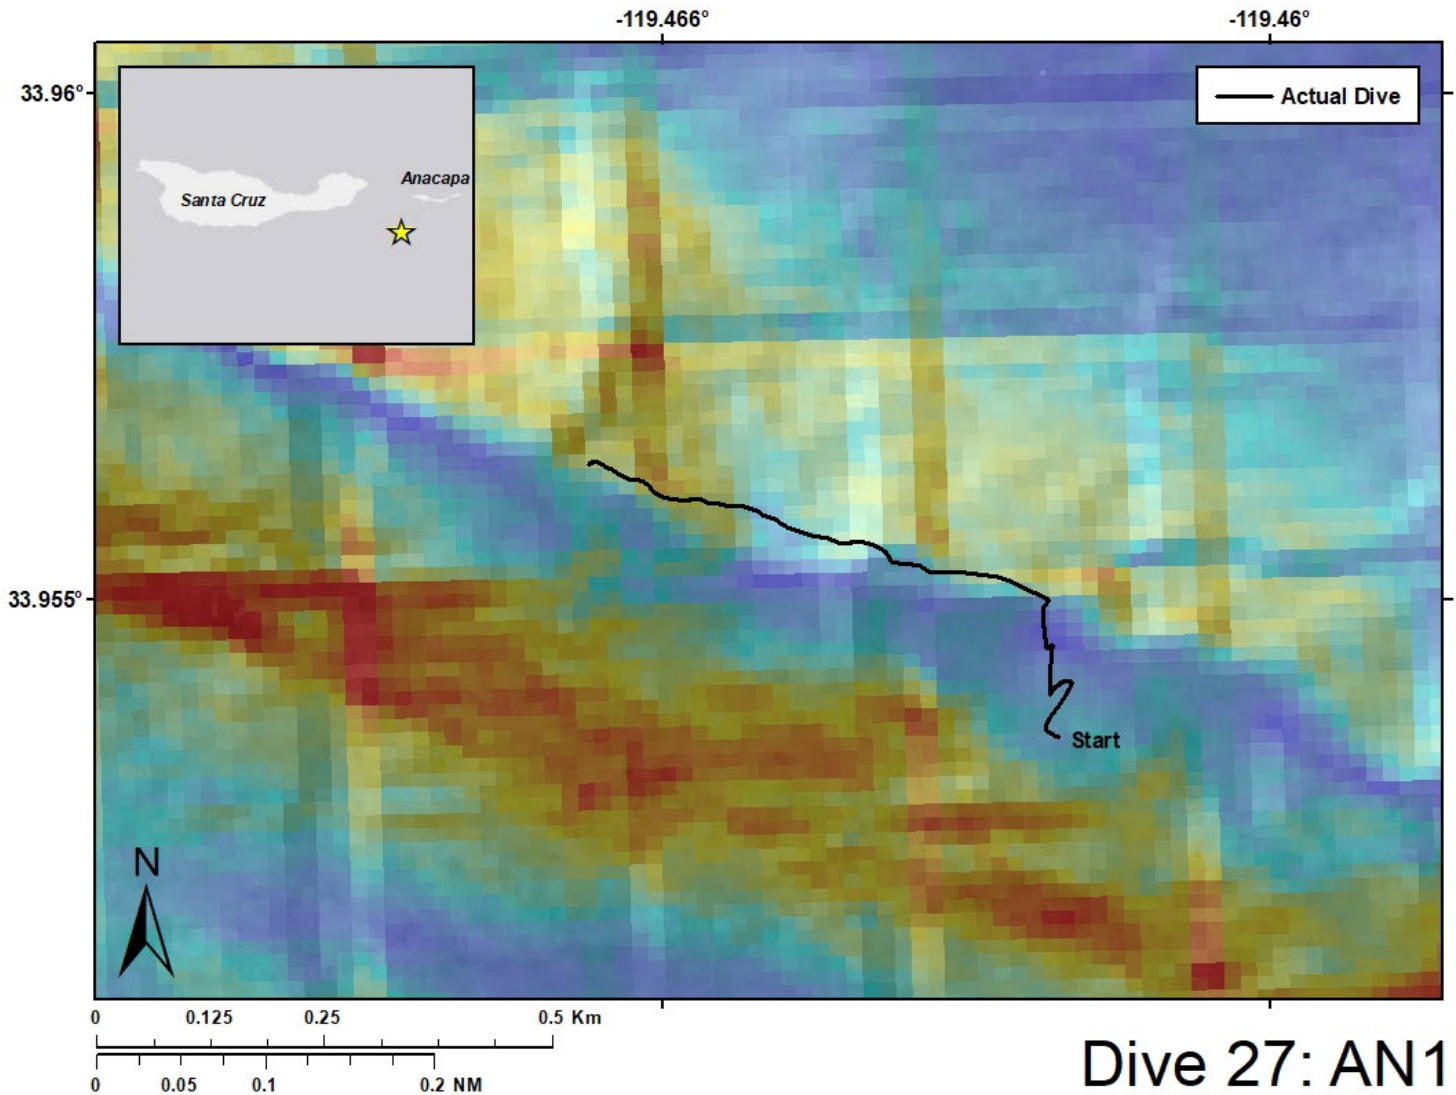 -119.466° -119.46°
33.96°
Actual Dive
Anacapa
Santa Cruz
33.955°
Start
N
0 0.125 0.25 0.5 Km
0 0.05 0.1 0.2 NM
Dive 27: AN1